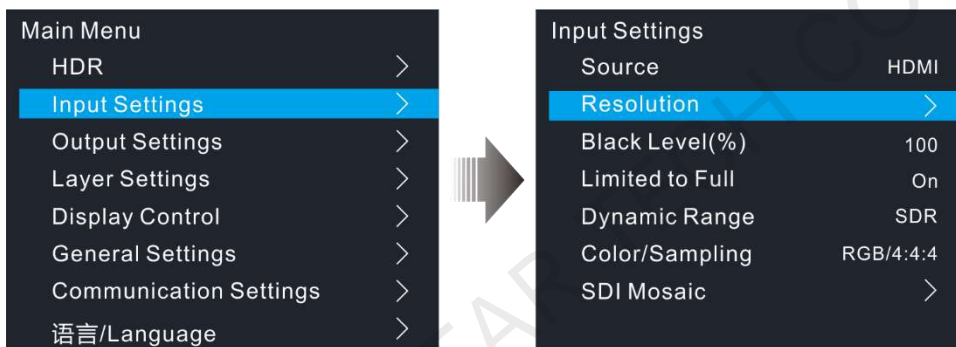 Main Menu
HDR
Input Settings
Output Settings
Layer Settings
Display Control
General Settings
Communication Settings
语言/Language
Input Settings
Source HDMI
Resolution
Black Level(%) 100
Limited to Full On
Dynamic Range SDR
Color/Sampling RGB/4:4:4
SDI Mosaic